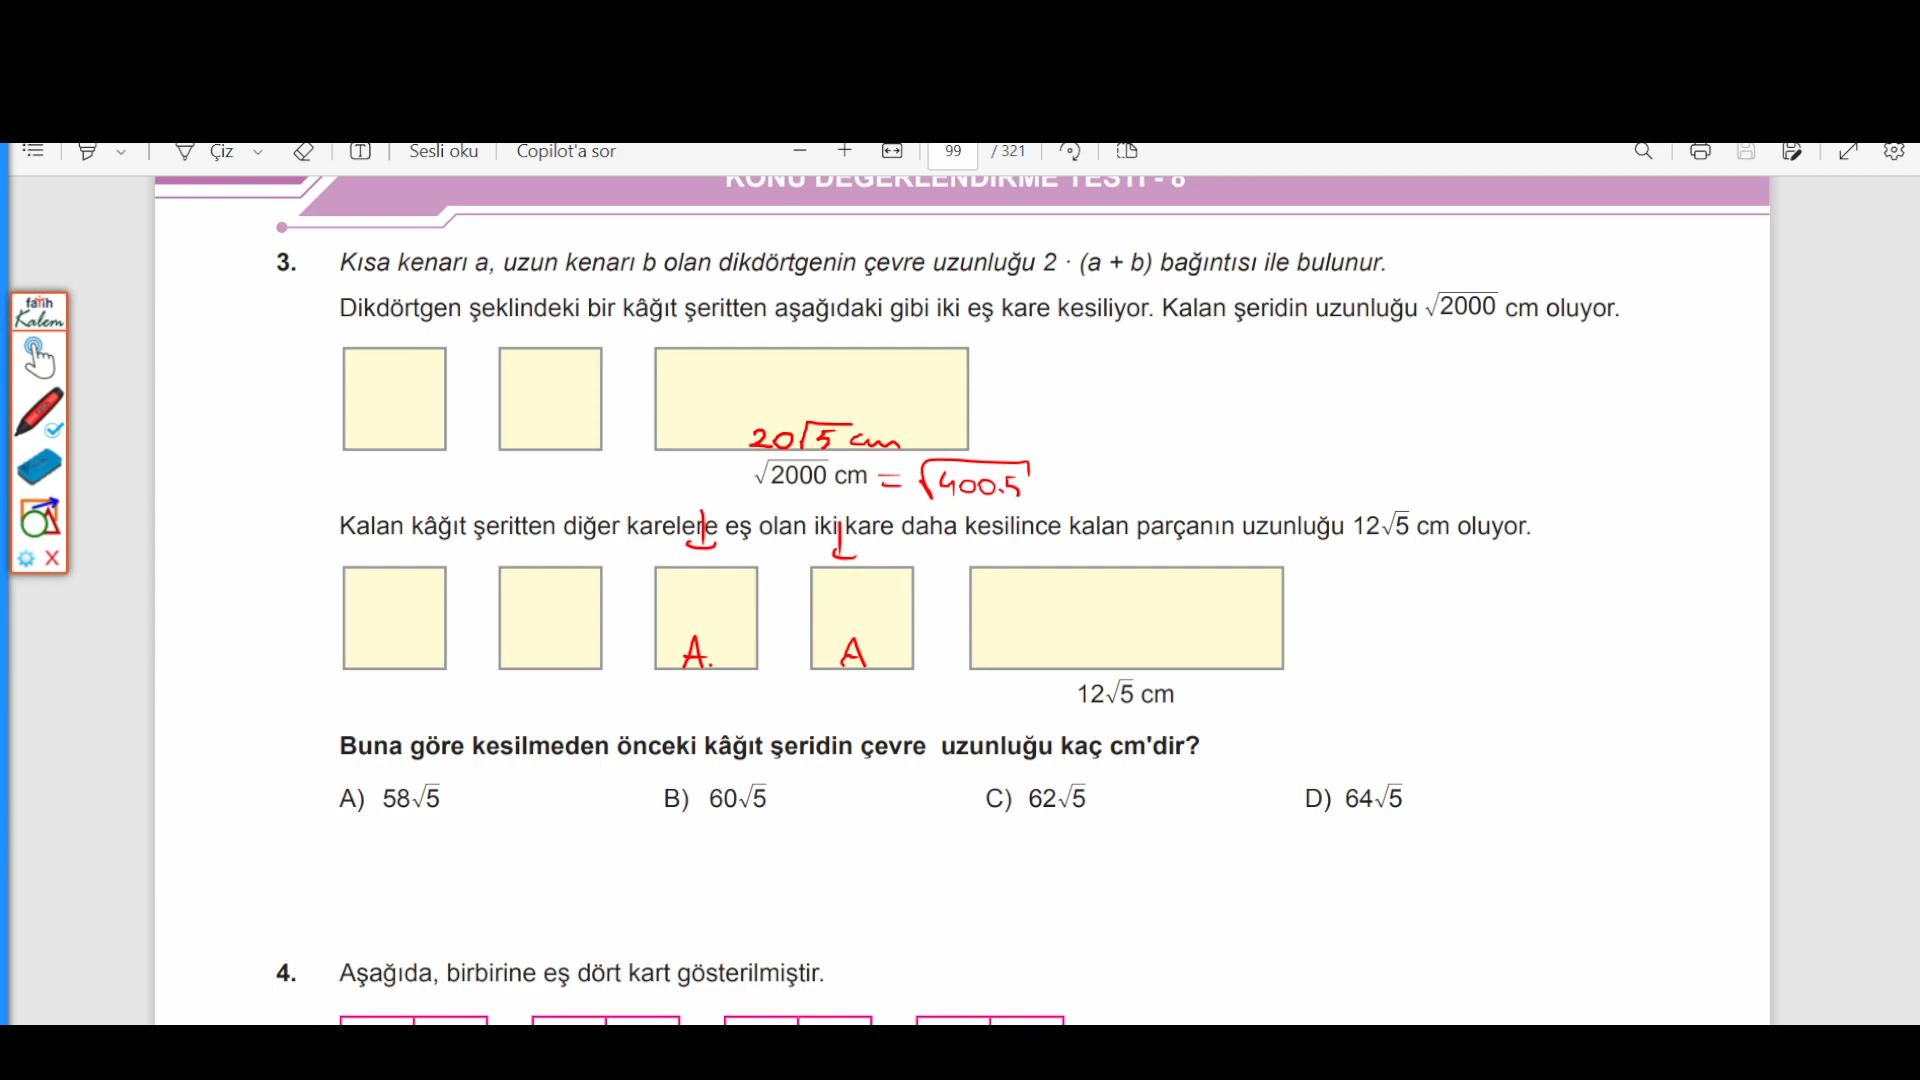 Çiz
Sesli oku
Copilot'a sor
99 / 321
KONU DEĞERLENDİRME TESTİ - 8
fatih
Kalem
3. Kısa kenarı a, uzun kenarı b olan dikdörtgenin çevre uzunluğu 2 · (a + b) bağıntısı ile bulunur.
Dikdörtgen şeklindeki bir kâğıt şeritten aşağıdaki gibi iki eş kare kesiliyor. Kalan şeridin uzunluğu √2000 cm oluyor.
20√5 cm
√2000 cm = √400.5
Kalan kâğıt şeritten diğer karelere eş olan iki kare daha kesilince kalan parçanın uzunluğu 12√5 cm oluyor.
A. A
12√5 cm
Buna göre kesilmeden önceki kâğıt şeridin çevre uzunluğu kaç cm'dir?
A) 58√5 B) 60√5 C) 62√5 D) 64√5
4. Aşağıda, birbirine eş dört kart gösterilmiştir.